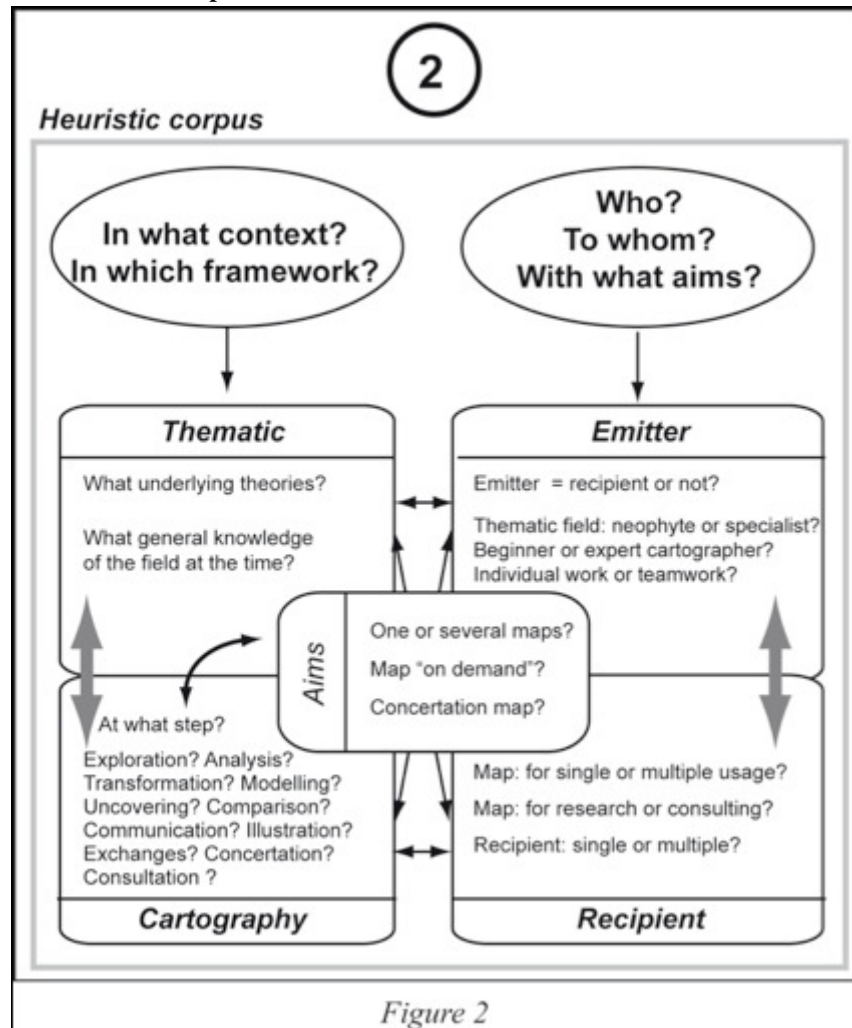 2
Heuristic corpus
In what context?
In which framework?
Who?
To whom?
With what aims?
Thematic
What underlying theories?
What general knowledge
of the field at the time?
Emitter
Emitter = recipient or not?
Thematic field: neophyte or specialist?
Beginner or expert cartographer?
Individual work or teamwork?
Aims
One or several maps?
Map “on demand”?
Concertation map?
At what step?
Exploration? Analysis?
Transformation? Modelling?
Uncovering? Comparison?
Communication? Illustration?
Exchanges? Concertation?
Consultation ?
Cartography
Map: for single or multiple usage?
Map: for research or consulting?
Recipient: single or multiple?
Recipient
Figure 2